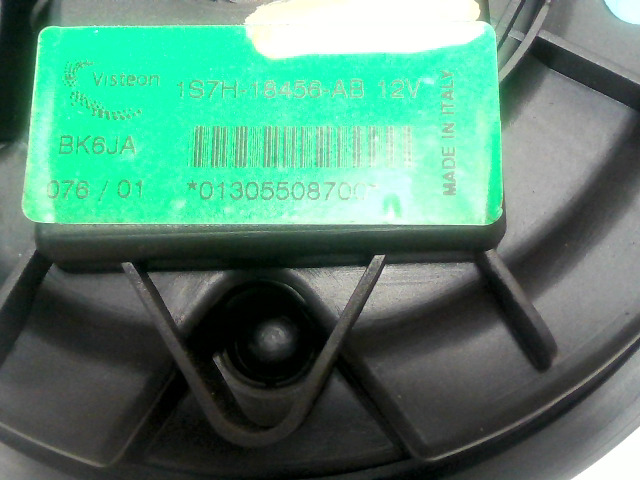 Visteon
1S7H-18456-AB 12V
BK6JA
076 / 01
*01305508700
MADE IN ITALY